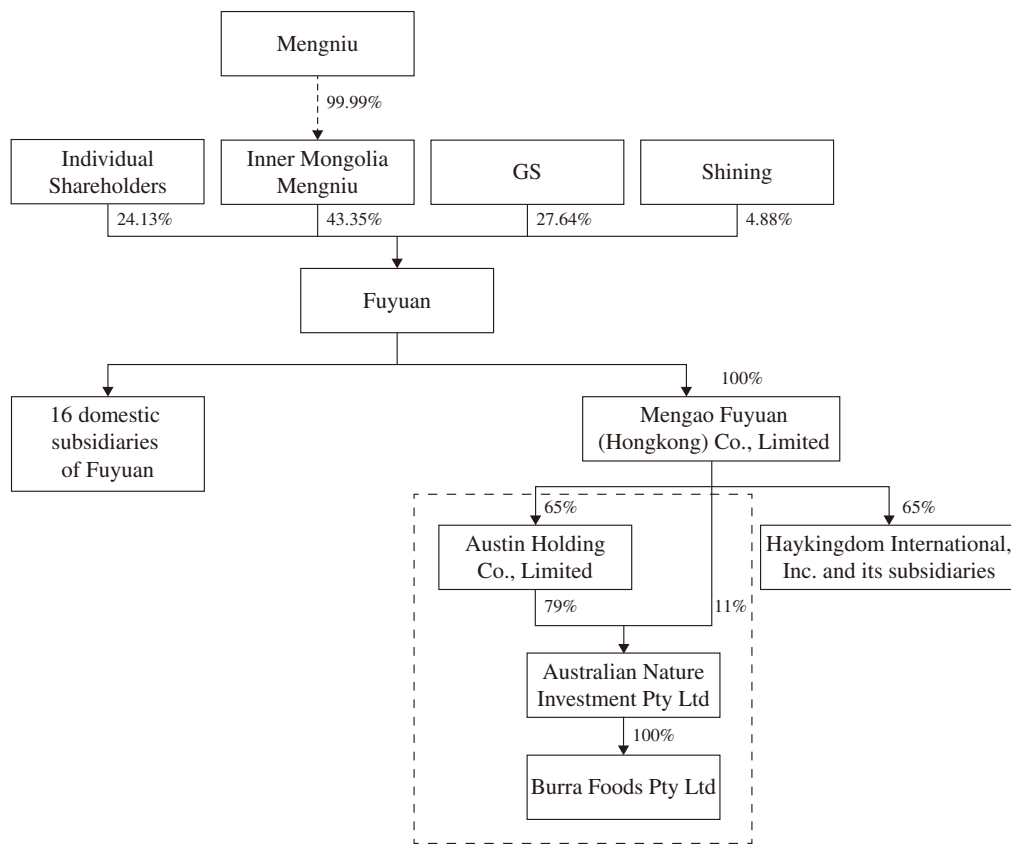 Mengniu
99.99%
Individual
Shareholders
Inner Mongolia
Mengniu
GS
Shining
24.13%
43.35%
27.64%
4.88%
Fuyuan
100%
16 domestic
subsidiaries
of Fuyuan
Mengao Fuyuan
(Hongkong) Co., Limited
65%
65%
Austin Holding
Co., Limited
Haykingdom International,
Inc. and its subsidiaries
79%
11%
Australian Nature
Investment Pty Ltd
100%
Burra Foods Pty Ltd